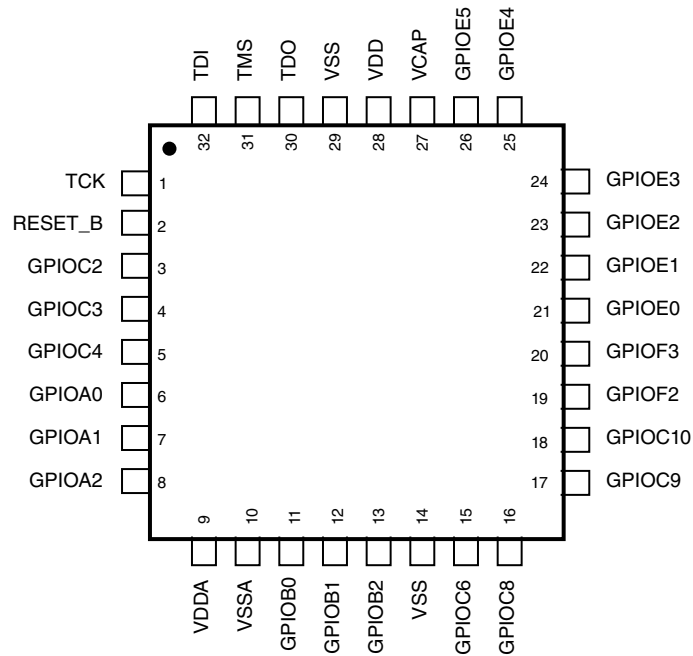 TDI
TMS
TDO
VSS
VDD
VCAP
GPIOE5
GPIOE4
32
31
30
29
28
27
26
25
TCK 1
RESET_B 2
GPIOC2 3
GPIOC3 4
GPIOC4 5
GPIOA0 6
GPIOA1 7
GPIOA2 8
24 GPIOE3
23 GPIOE2
22 GPIOE1
21 GPIOE0
20 GPIOF3
19 GPIOF2
18 GPIOC10
17 GPIOC9
9
10
11
12
13
14
15
16
VDDA
VSSA
GPIOB0
GPIOB1
GPIOB2
VSS
GPIOC6
GPIOC8